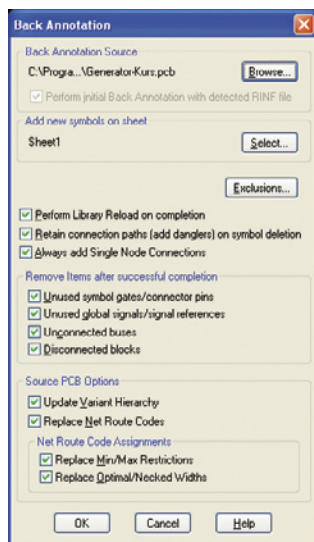 Back Annotation
Back Annotation Source
C:\Progra...\Generator-Kurs.pcb Browse...
Perform initial Back Annotation with detected RINF file
Add new symbols on sheet
Sheet1 Select...
Exclusions...
Perform Library Reload on completion
Retain connection paths (add danglers) on symbol deletion
Always add Single Node Connections
Remove Items after successful completion
Unused symbol gates/connector pins
Unused global signals/signal references
Unconnected buses
Disconnected blocks
Source PCB Options
Update Variant Hierarchy
Replace Net Route Codes
Net Route Code Assignments
Replace Min/Max Restrictions
Replace Optimal/Necked Widths
OK Cancel Help